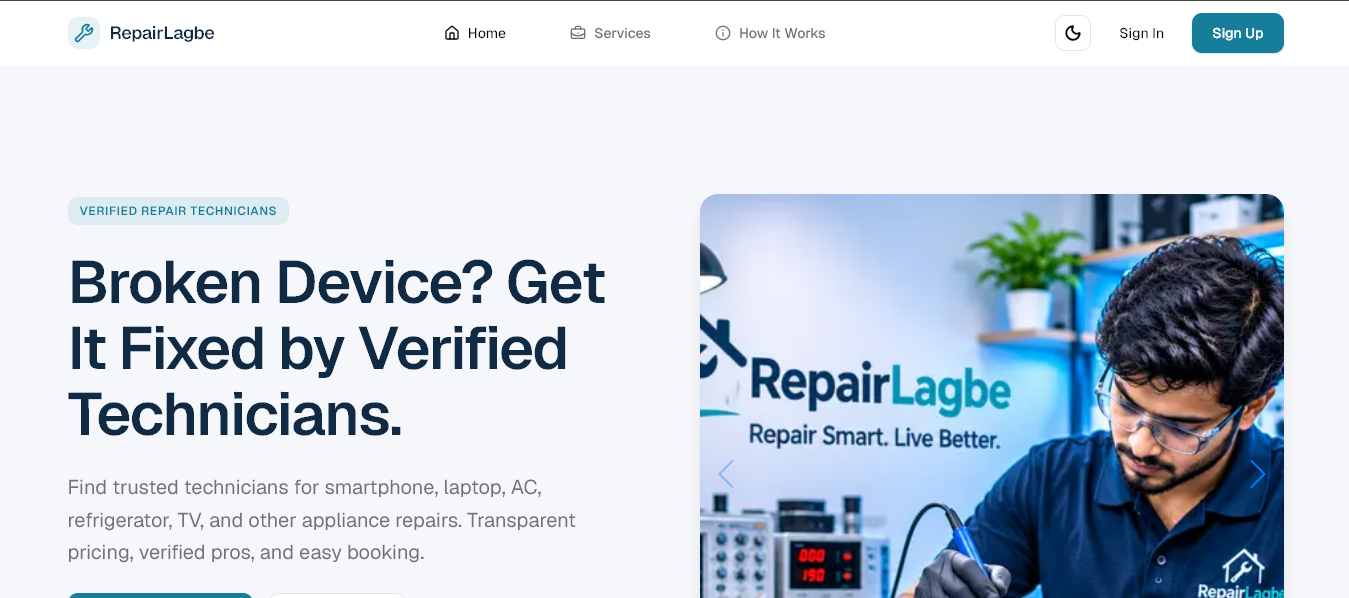 RepairLagbe
Home
Services
How It Works
Sign In
Sign Up
VERIFIED REPAIR TECHNICIANS
Broken Device? Get
It Fixed by Verified
Technicians.
Find trusted technicians for smartphone, laptop, AC,
refrigerator, TV, and other appliance repairs. Transparent
pricing, verified pros, and easy booking.
RepairLagbe
Repair Smart. Live Better.
000
190
RepairLagbe